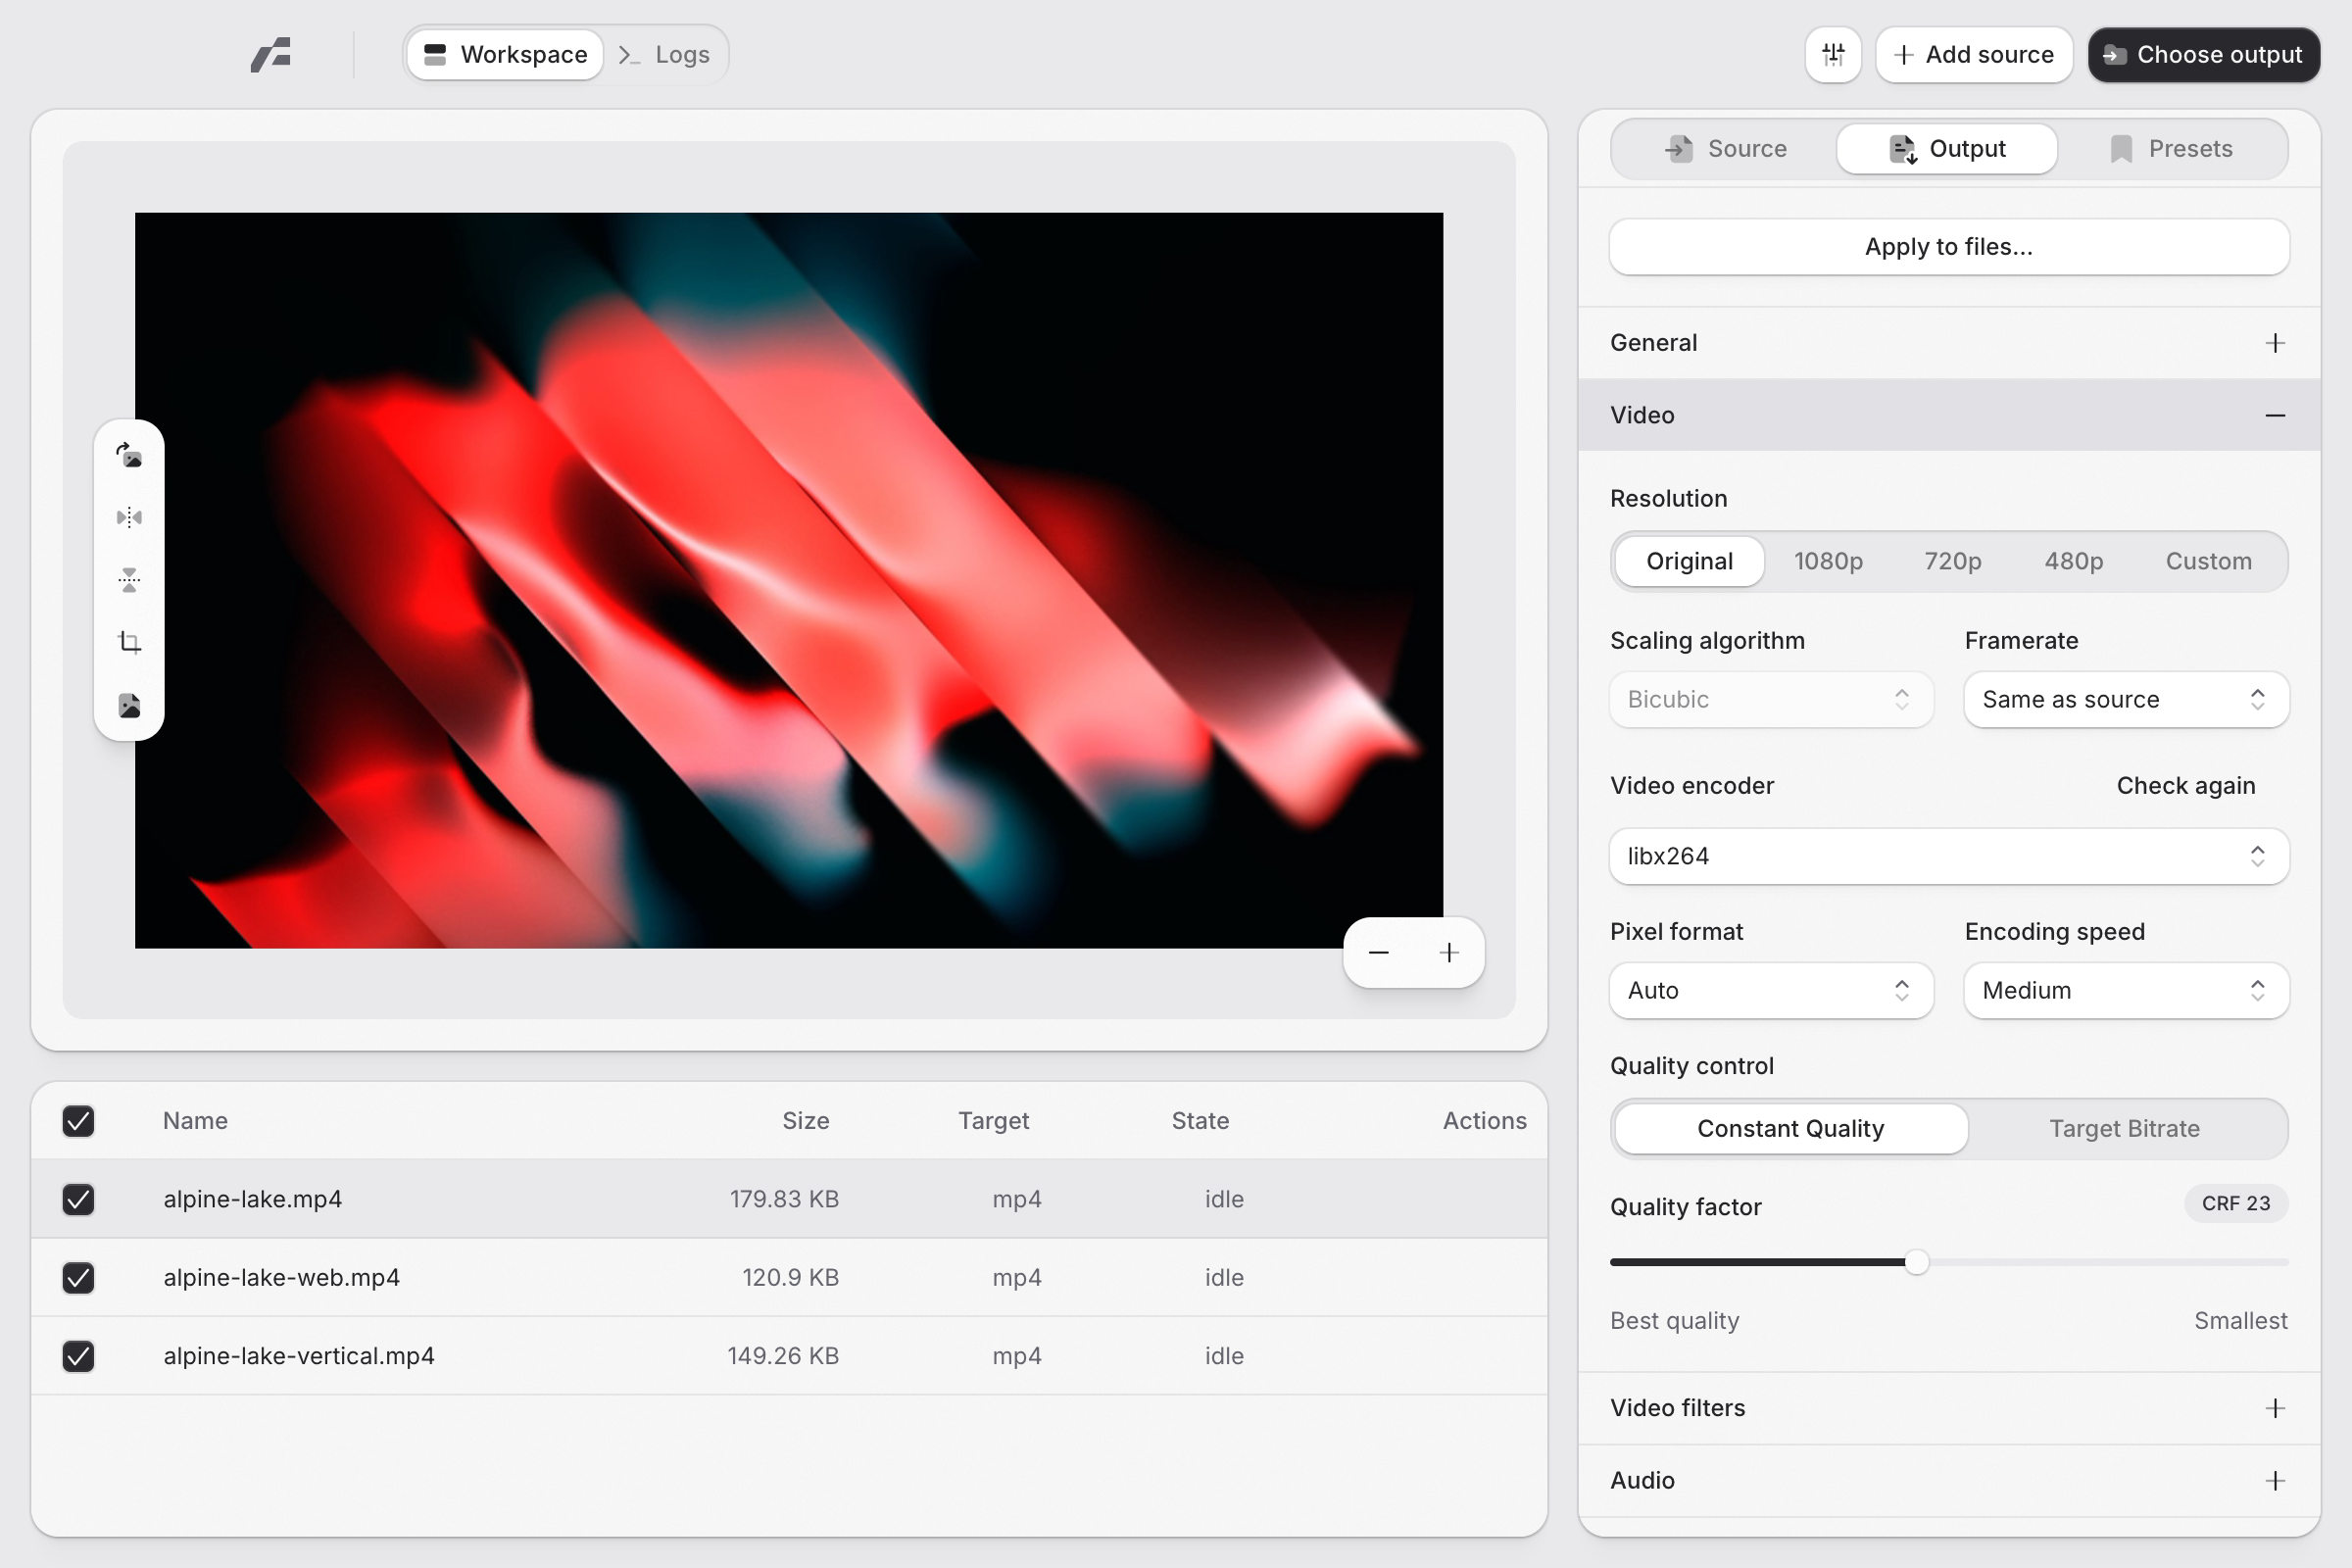 Workspace
Logs
Add source
Choose output
Source
Output
Presets
Apply to files...
General
Video
Resolution
Original
1080p
720p
480p
Custom
Scaling algorithm
Framerate
Bicubic
Same as source
Video encoder
Check again
libx264
Pixel format
Encoding speed
Auto
Medium
Quality control
Constant Quality
Target Bitrate
Quality factor
CRF 23
Best quality
Smallest
Video filters
Audio
Name Size Target State Actions
alpine-lake.mp4 179.83 KB mp4 idle
alpine-lake-web.mp4 120.9 KB mp4 idle
alpine-lake-vertical.mp4 149.26 KB mp4 idle